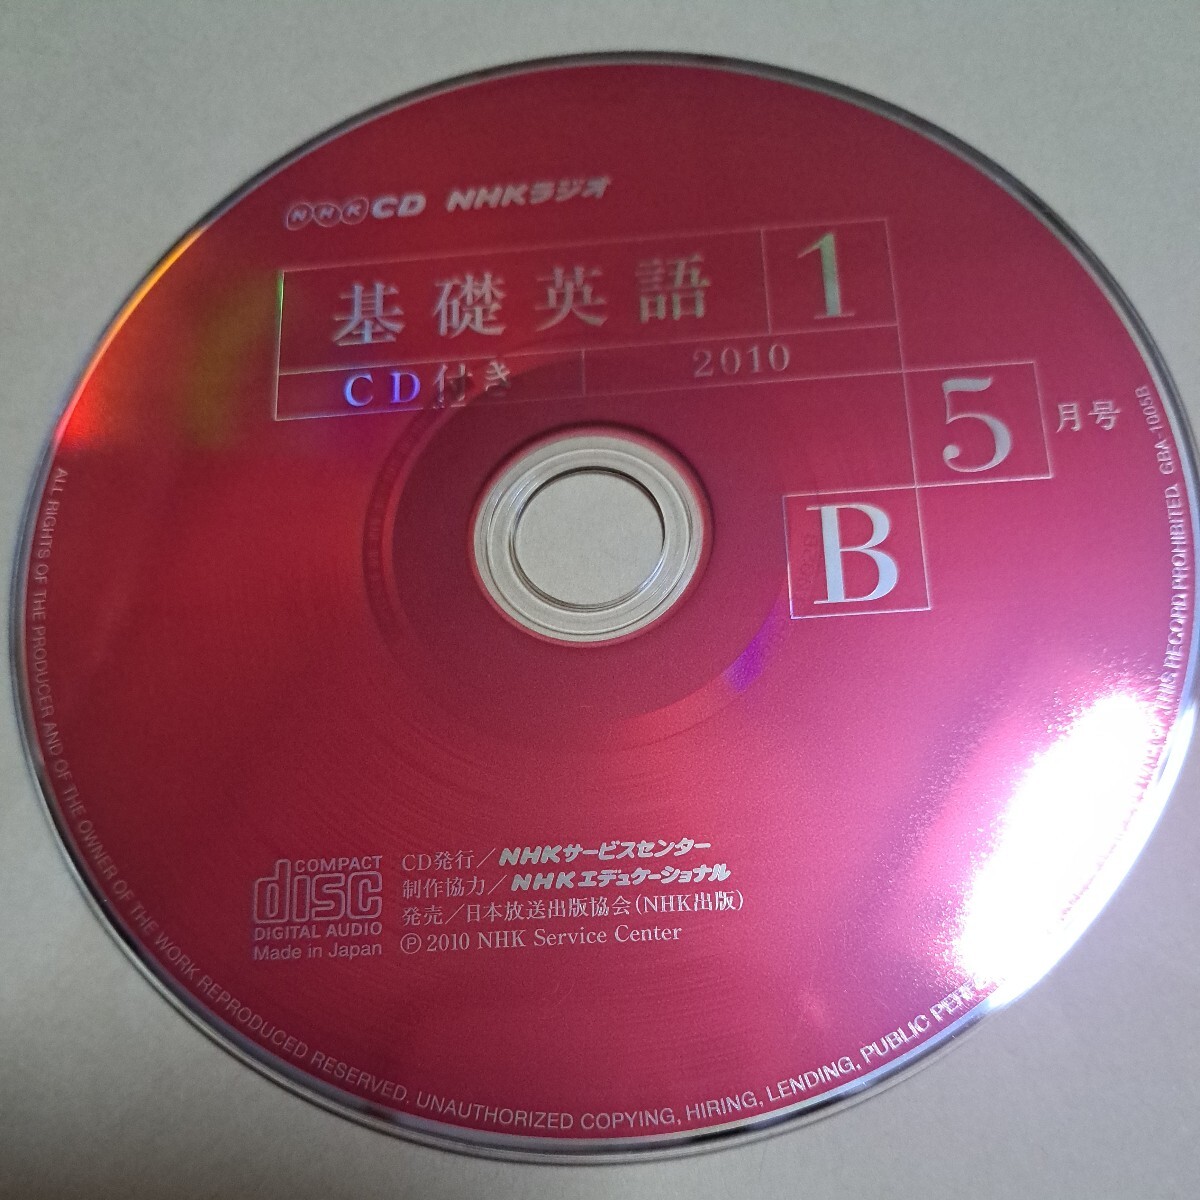 NHK CD NHKラジオ
基礎英語 1
CD付き 2010
5 月号
B
COMPACT
disc
DIGITAL AUDIO
Made in Japan
CD発行／NHKサービスセンター
制作協力／NHKエデュケーショナル
発売／日本放送出版協会（NHK出版）
Ⓟ 2010 NHK Service Center
ALL RIGHTS OF THE PRODUCER AND OF THE OWNER OF THE WORK REPRODUCED RESERVED. UNAUTHORIZED COPYING, HIRING, LENDING, PUBLIC THIS RECORD PROHIBITED. GBA-1005B